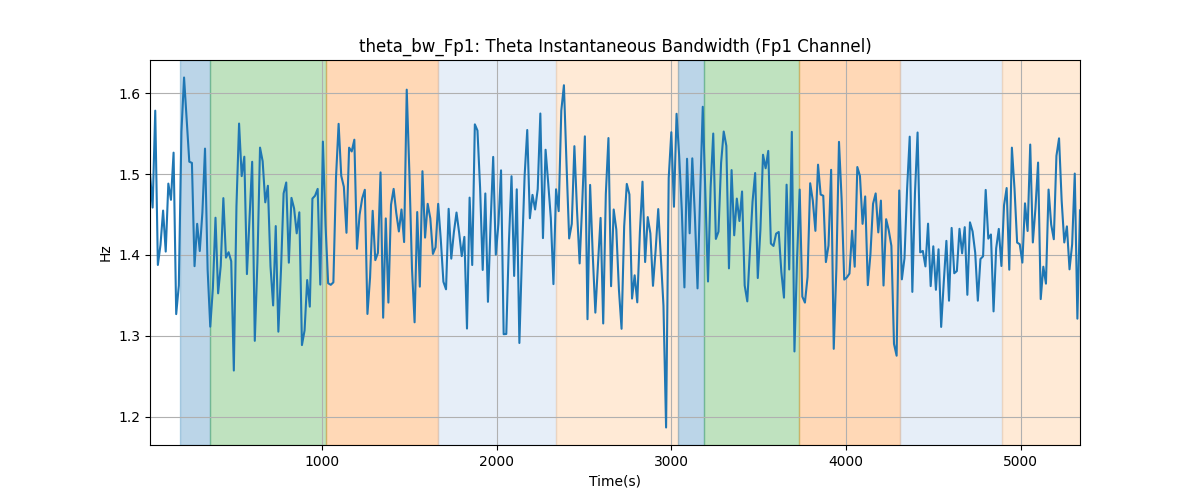 theta_bw_Fp1: Theta Instantaneous Bandwidth (Fp1 Channel)
1.6
1.5
1.4
1.3
1.2
Hz
1000 2000 3000 4000 5000
Time(s)